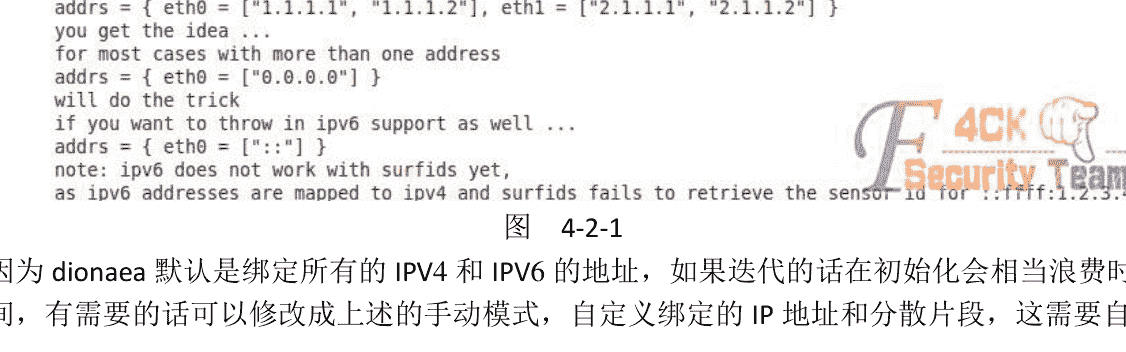 addrs = { eth0 = ["1.1.1.1", "1.1.1.2"], eth1 = ["2.1.1.1", "2.1.1.2"] }
you get the idea ...
for most cases with more than one address
addrs = { eth0 = ["0.0.0.0"] }
will do the trick
if you want to throw in ipv6 support as well ...
addrs = { eth0 = ["::"] }
note: ipv6 does not work with surfids yet,
as ipv6 addresses are mapped to ipv4 and surfids fails to retrieve the sensor id for ::ffff:1.2.3.
F4CK
Security Team
图 4-2-1
因为 dionaea 默认是绑定所有的 IPV4 和 IPV6 的地址，如果迭代的话在初始化会相当浪费时
间，有需要的话可以修改成上述的手动模式，自定义绑定的 IP 地址和分散片段，这需要自